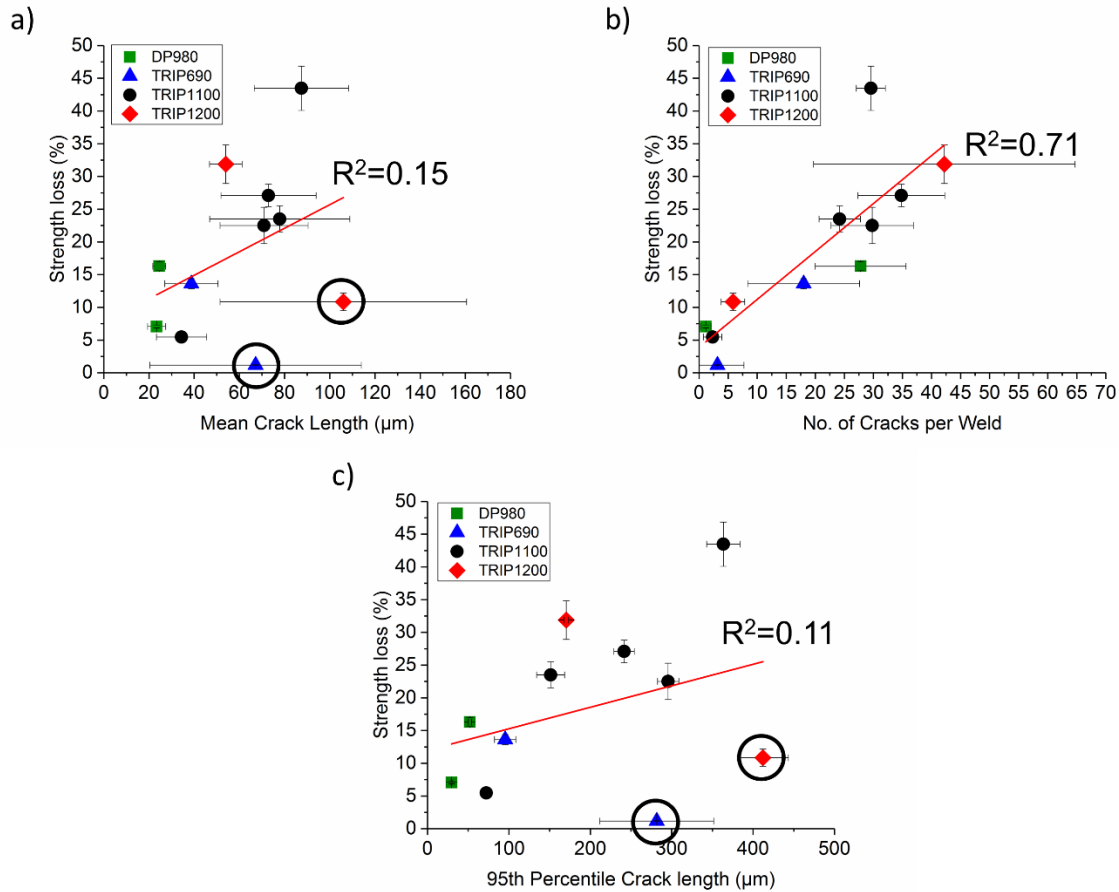 a)
DP980
TRIP690
TRIP1100
TRIP1200
R²=0.15
Strength loss (%)
50
45
40
35
30
25
20
15
10
5
0
0 20 40 60 80 100 120 140 160 180
Mean Crack Length (µm)
b)
DP980
TRIP690
TRIP1100
TRIP1200
R²=0.71
Strength loss (%)
50
45
40
35
30
25
20
15
10
5
0
0 5 10 15 20 25 30 35 40 45 50 55 60 65 70
No. of Cracks per Weld
c)
DP980
TRIP690
TRIP1100
TRIP1200
R²=0.11
Strength loss (%)
50
45
40
35
30
25
20
15
10
5
0
0 100 200 300 400 500
95th Percentile Crack length (µm)